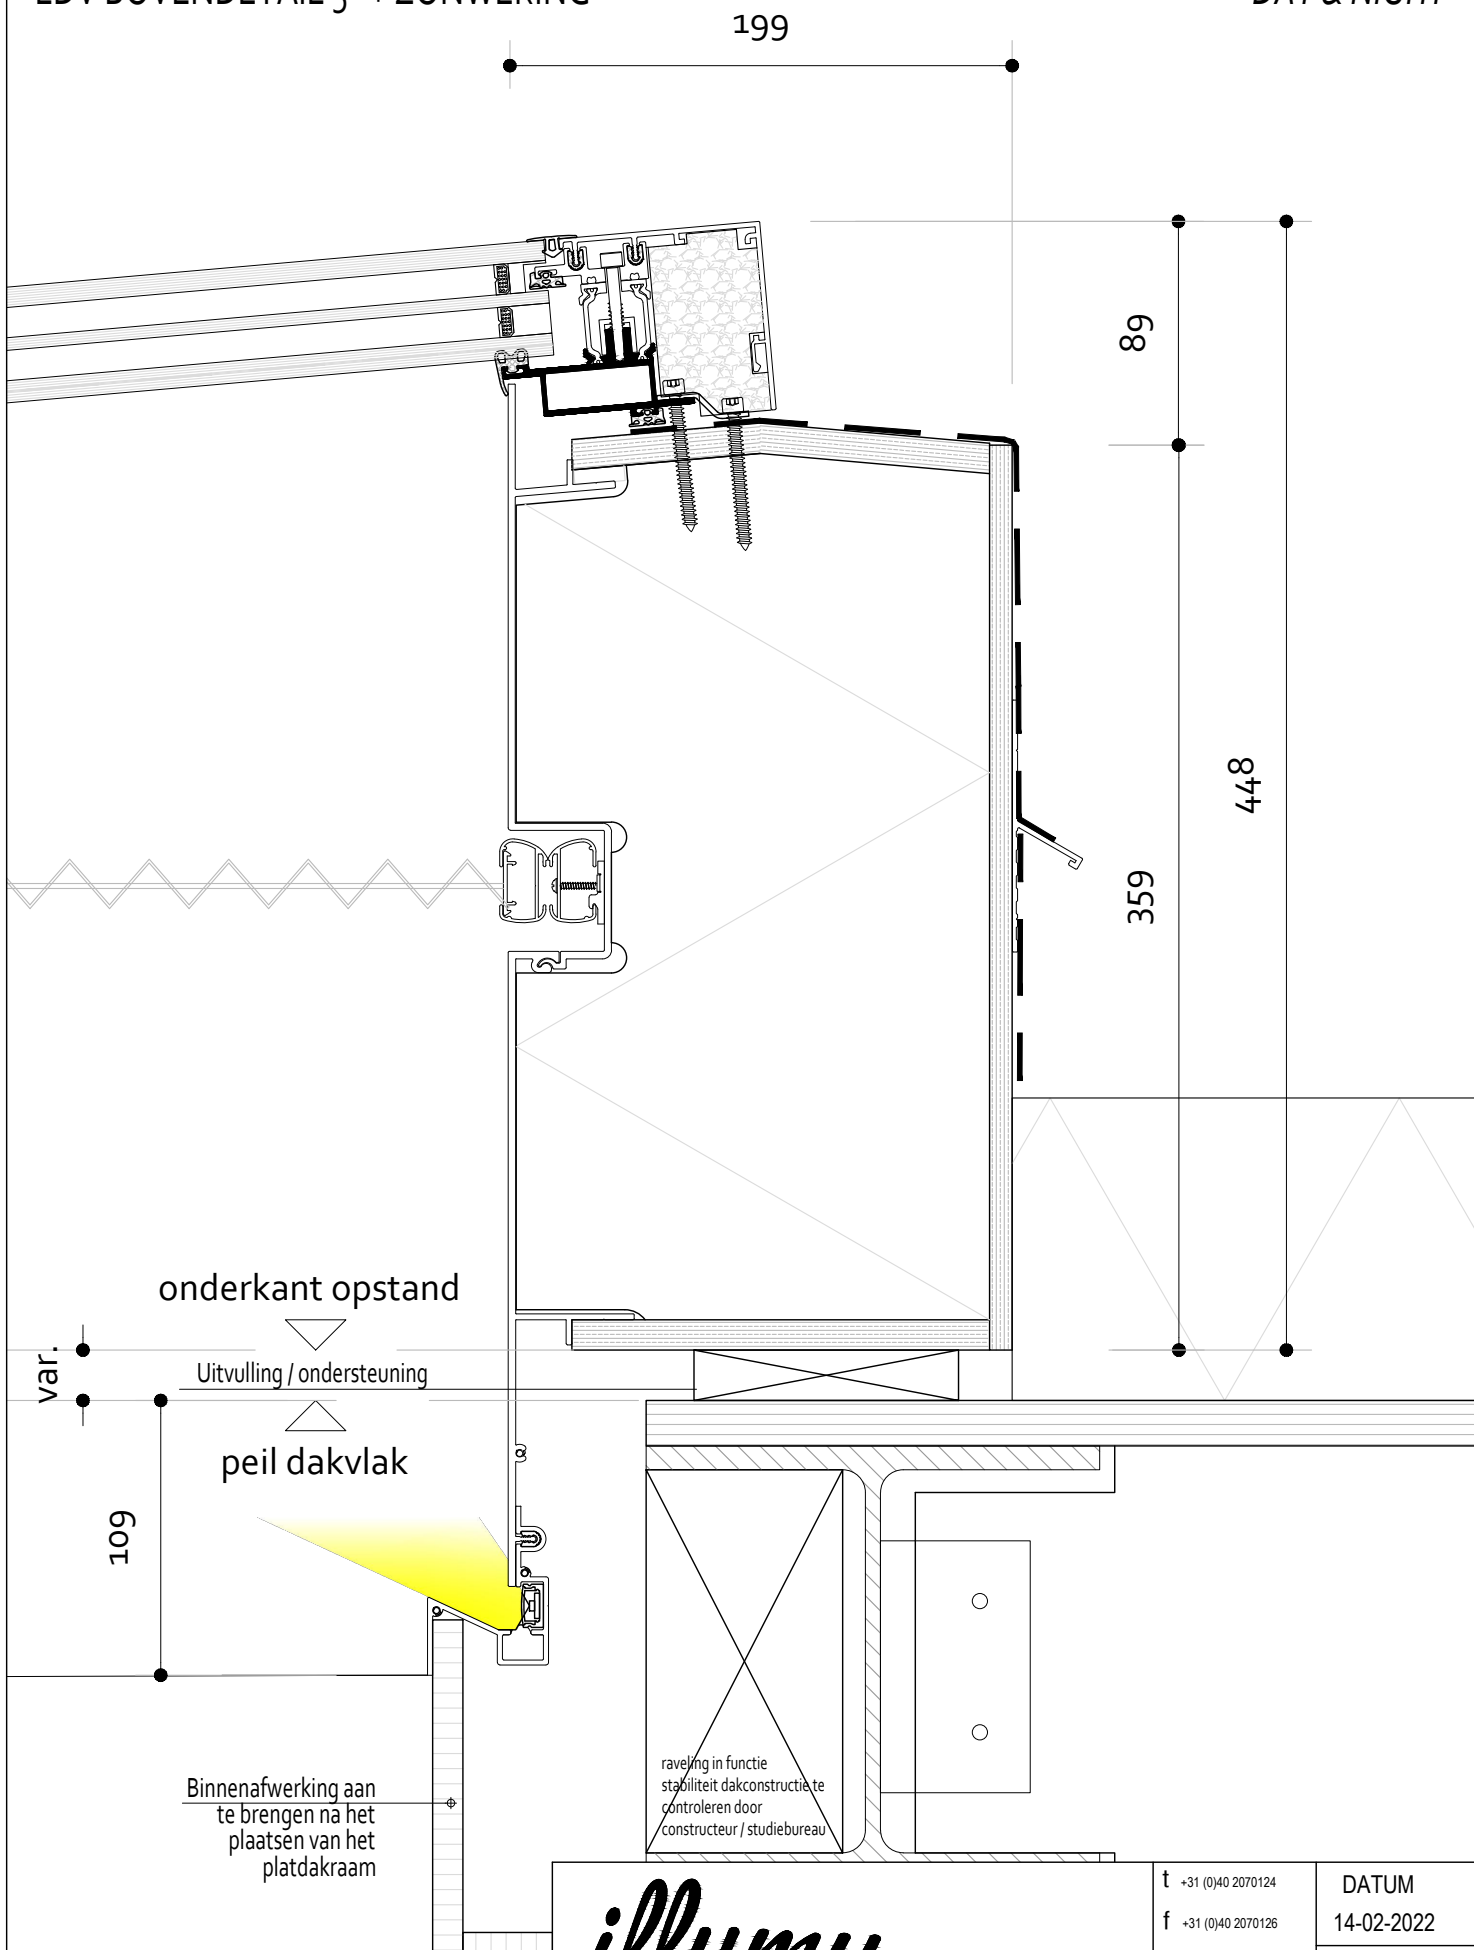 199
89
448
359
onderkant opstand
var.
Uitvulling / ondersteuning
peil dakvlak
109
raveling in functie
stabiliteit dakconstructie te
controleren door
constructeur / studiebureau
Binnenafwerking aan
te brengen na het
plaatsen van het
platdakraam
t +31 (0)40 2070124
f +31 (0)40 2070126
DATUM
14-02-2022